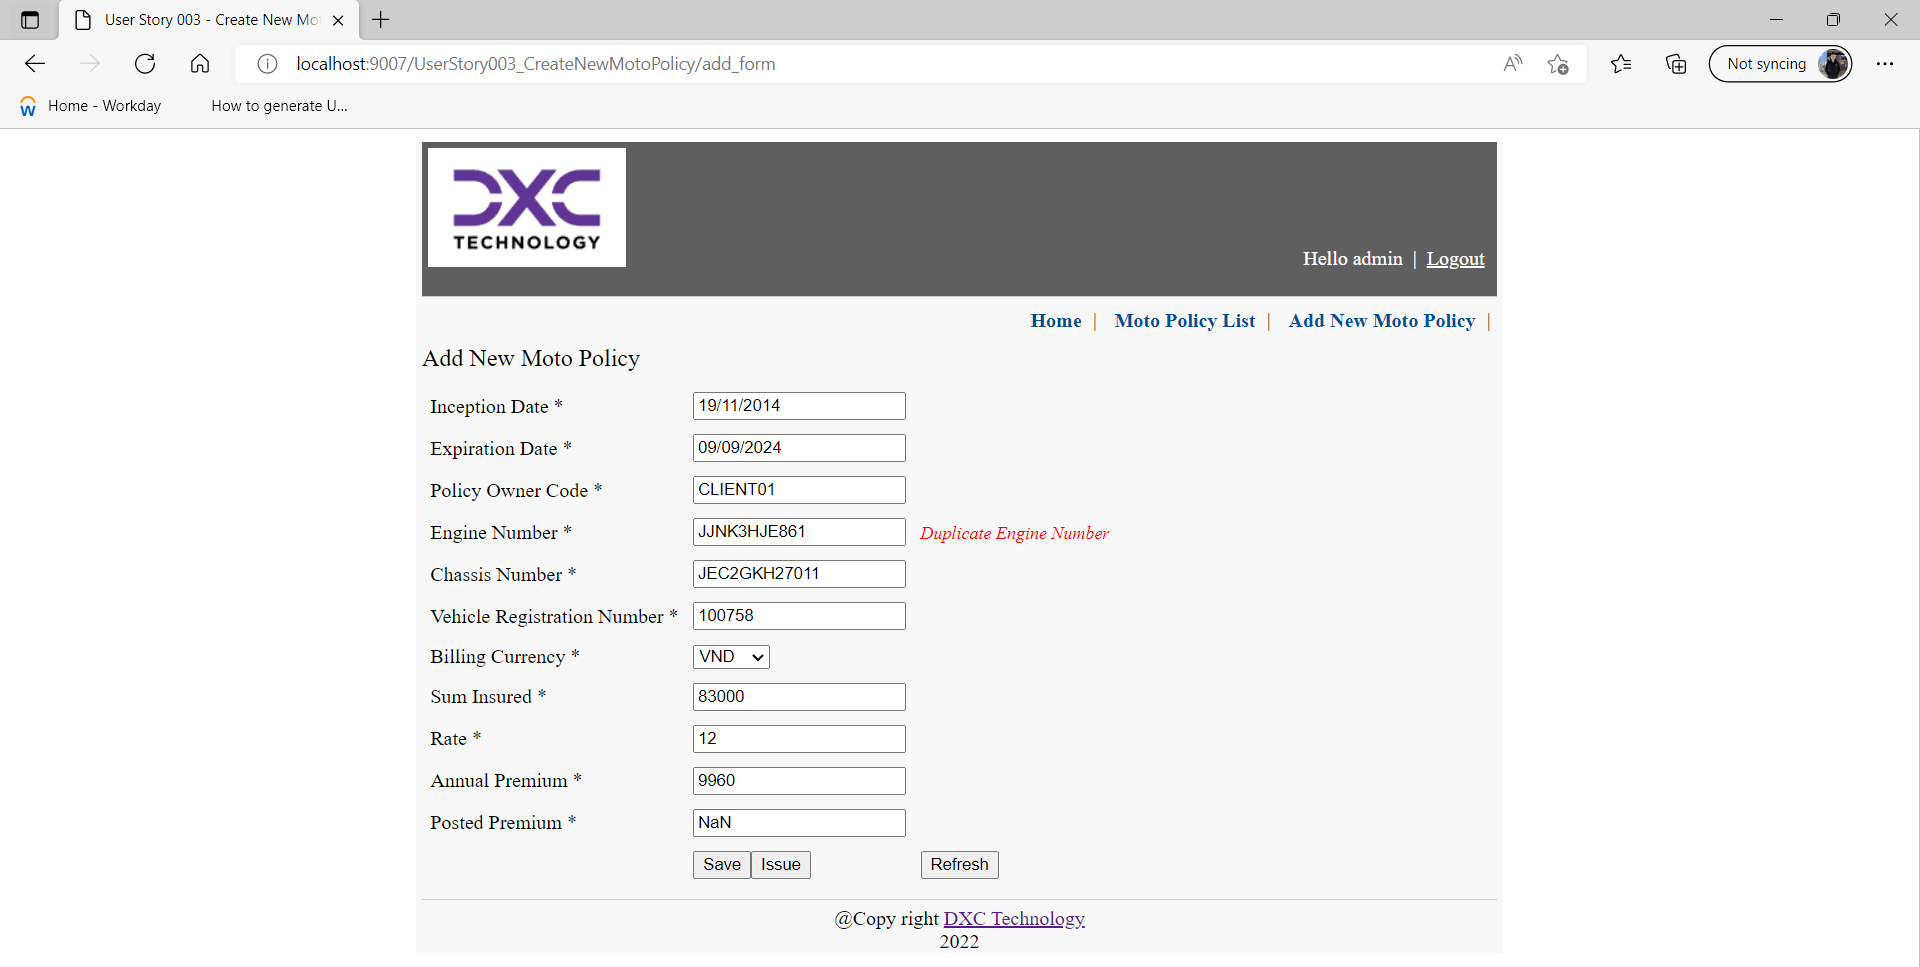 User Story 003 - Create New Mo
localhost:9007/UserStory003_CreateNewMotoPolicy/add_form
Not syncing
Home - Workday
How to generate U...
DXC
TECHNOLOGY
Hello admin | Logout
Home | Moto Policy List | Add New Moto Policy |
Add New Moto Policy
Inception Date * 19/11/2014
Expiration Date * 09/09/2024
Policy Owner Code * CLIENT01
Engine Number * JJNK3HJE861 Duplicate Engine Number
Chassis Number * JEC2GKH27011
Vehicle Registration Number * 100758
Billing Currency * VND
Sum Insured * 83000
Rate * 12
Annual Premium * 9960
Posted Premium * NaN
Save Issue Refresh
@Copy right DXC Technology
2022